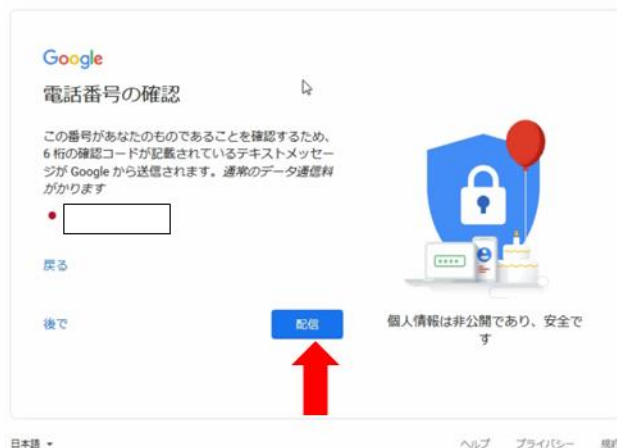 Google
電話番号の確認
この番号があなたのものであることを確認するため、
6 桁の確認コードが記載されているテキストメッセー
ジが Google から送信されます。通常のデータ通信料
がかります
戻る
後で
配信
個人情報は非公開であり、安全で
す
日本語
ヘルプ プライバシー 規約